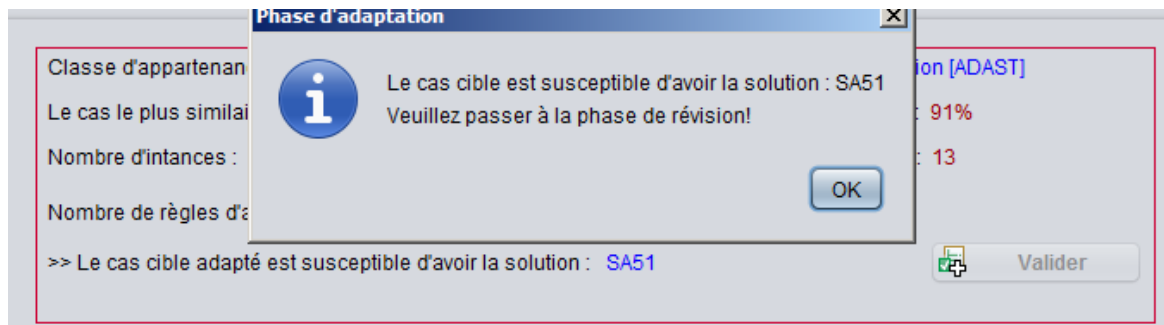 Phase d'adaptation
Classe d'appartenan
ion [ADAST]
Le cas cible est susceptible d'avoir la solution : SA51
Le cas le plus similai
: 91%
Veuillez passer à la phase de révision!
Nombre d'intances :
: 13
OK
Nombre de règles d'a
>> Le cas cible adapté est susceptible d'avoir la solution : SA51
Valider